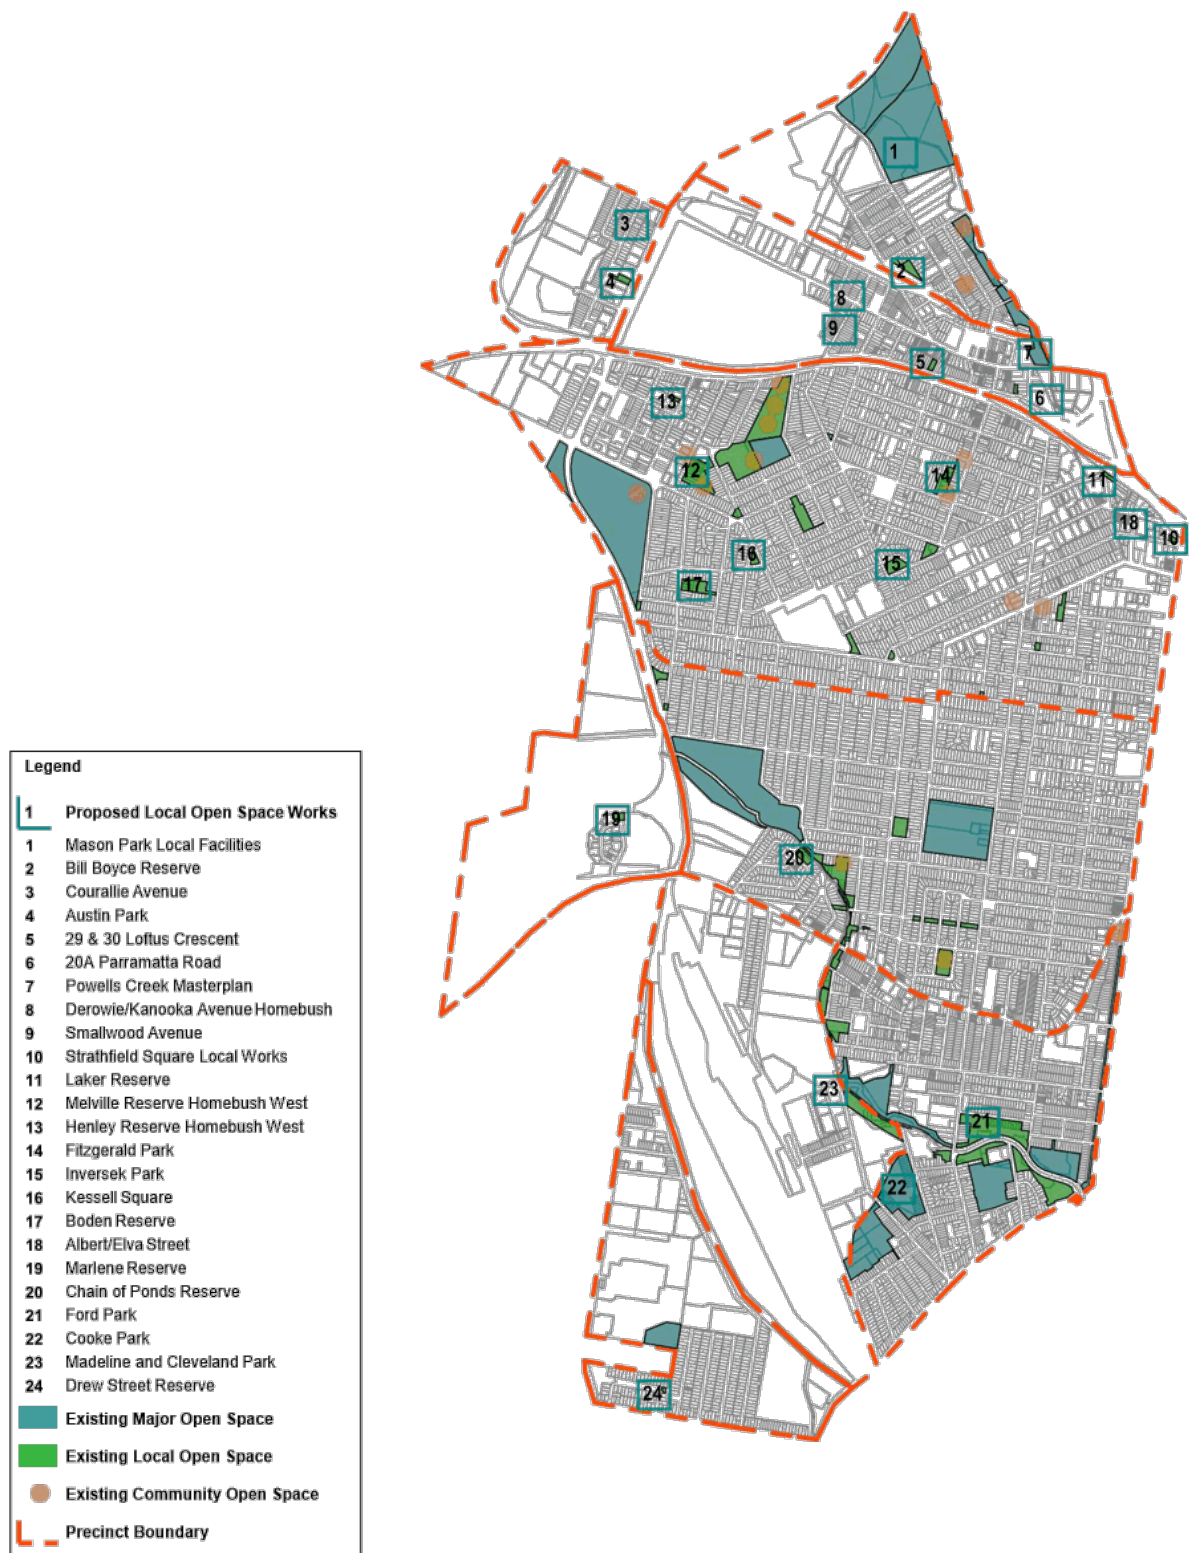 1
3
2
4
8
9
5
7
6
13
12
14
11
18
10
16
15
17
19
20
23
21
22
24
Legend
1 Proposed Local Open Space Works
1 Mason Park Local Facilities
2 Bill Boyce Reserve
3 Courallie Avenue
4 Austin Park
5 29 & 30 Loftus Crescent
6 20A Parramatta Road
7 Powells Creek Masterplan
8 Derowie/Kanooka Avenue Homebush
9 Smallwood Avenue
10 Strathfield Square Local Works
11 Laker Reserve
12 Melville Reserve Homebush West
13 Henley Reserve Homebush West
14 Fitzgerald Park
15 Inversek Park
16 Kessell Square
17 Boden Reserve
18 Albert/Elva Street
19 Marlene Reserve
20 Chain of Ponds Reserve
21 Ford Park
22 Cooke Park
23 Madeline and Cleveland Park
24 Drew Street Reserve
Existing Major Open Space
Existing Local Open Space
Existing Community Open Space
Precinct Boundary